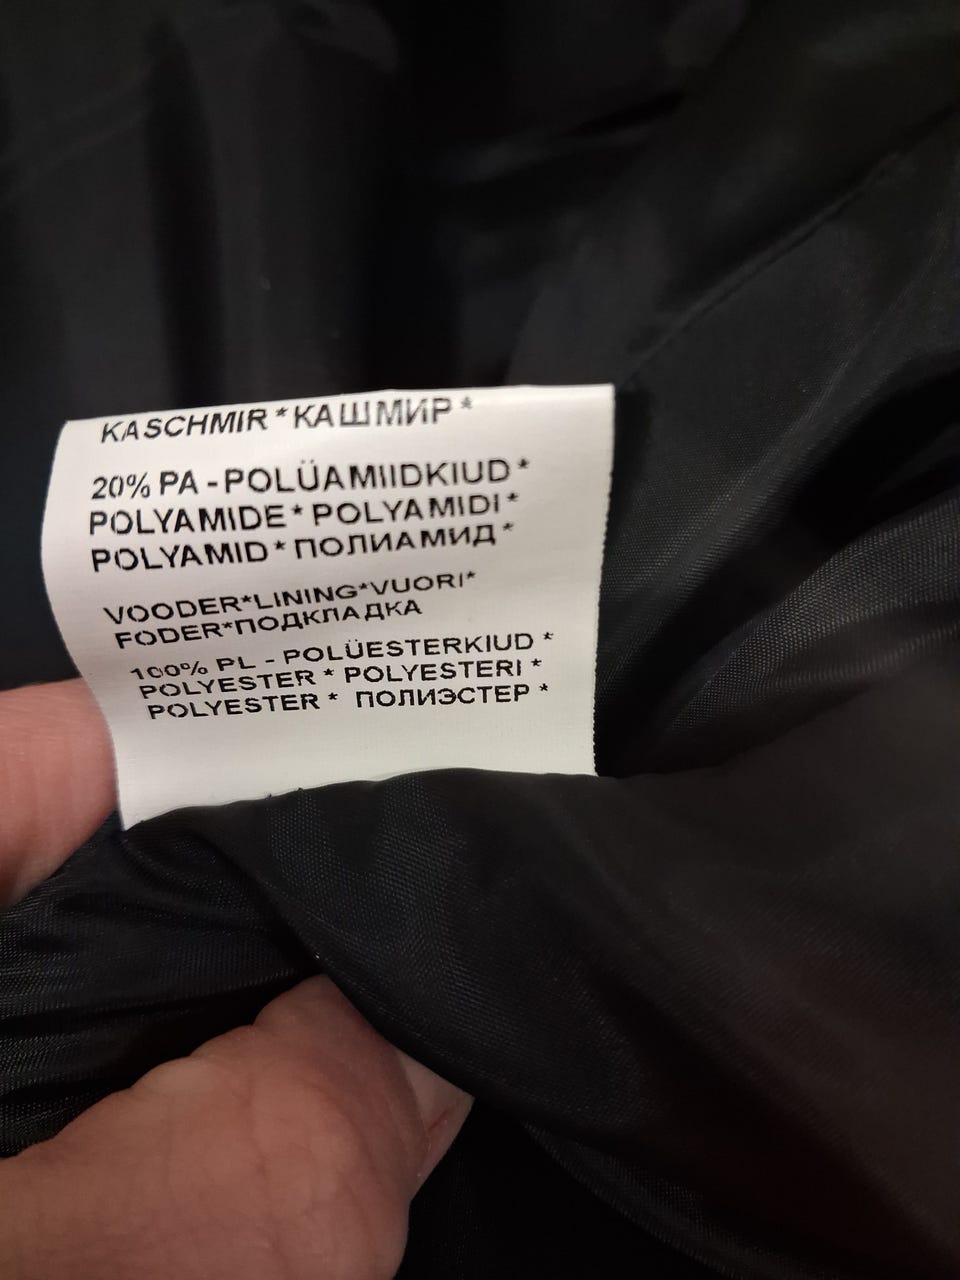 KASCHMIR*КАШМИР*
20% PA-POLÜAMIIDKIUD*
POLYAMIDE*POLYAMIDI*
POLYAMID*ПОЛИАМИД*
VOODER*LINING*VUORI*
FODER*ПОДКЛАДКА
100% PL - POLÜESTERKIUD *
POLYESTER * POLYESTERI *
POLYESTER * ПОЛИЭСТЕР *